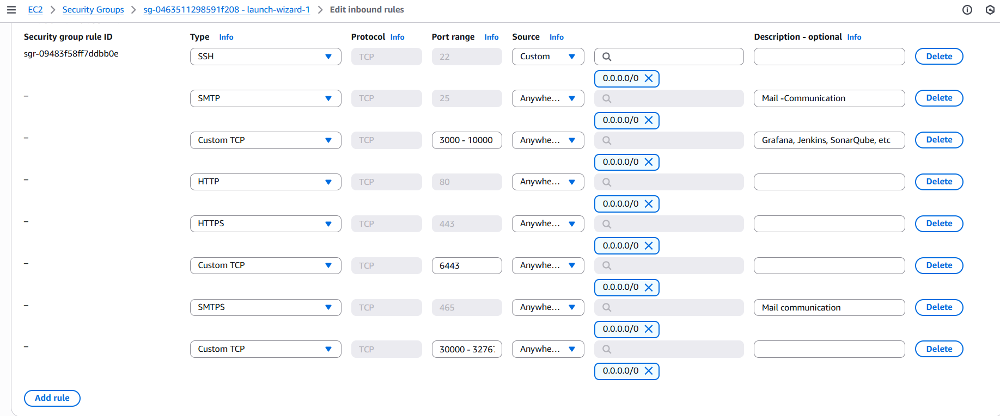 EC2 > Security Groups > sg-0463511298591f208 - launch-wizard-1 > Edit inbound rules
Security group rule ID Type Info Protocol Info Port range Info Source Info Description - optional Info
sgr-09483f58ff7ddbb0e SSH TCP 22 Custom Delete
0.0.0.0/0
– SMTP TCP 25 Anywhe... Mail -Communication Delete
0.0.0.0/0
– Custom TCP TCP 3000 - 10000 Anywhe... Grafana, Jenkins, SonarQube, etc Delete
0.0.0.0/0
– HTTP TCP 80 Anywhe... Delete
0.0.0.0/0
– HTTPS TCP 443 Anywhe... Delete
0.0.0.0/0
– Custom TCP TCP 6443 Anywhe... Delete
0.0.0.0/0
– SMTPS TCP 465 Anywhe... Mail communication Delete
0.0.0.0/0
– Custom TCP TCP 30000 - 3276 Anywhe... Delete
0.0.0.0/0
Add rule